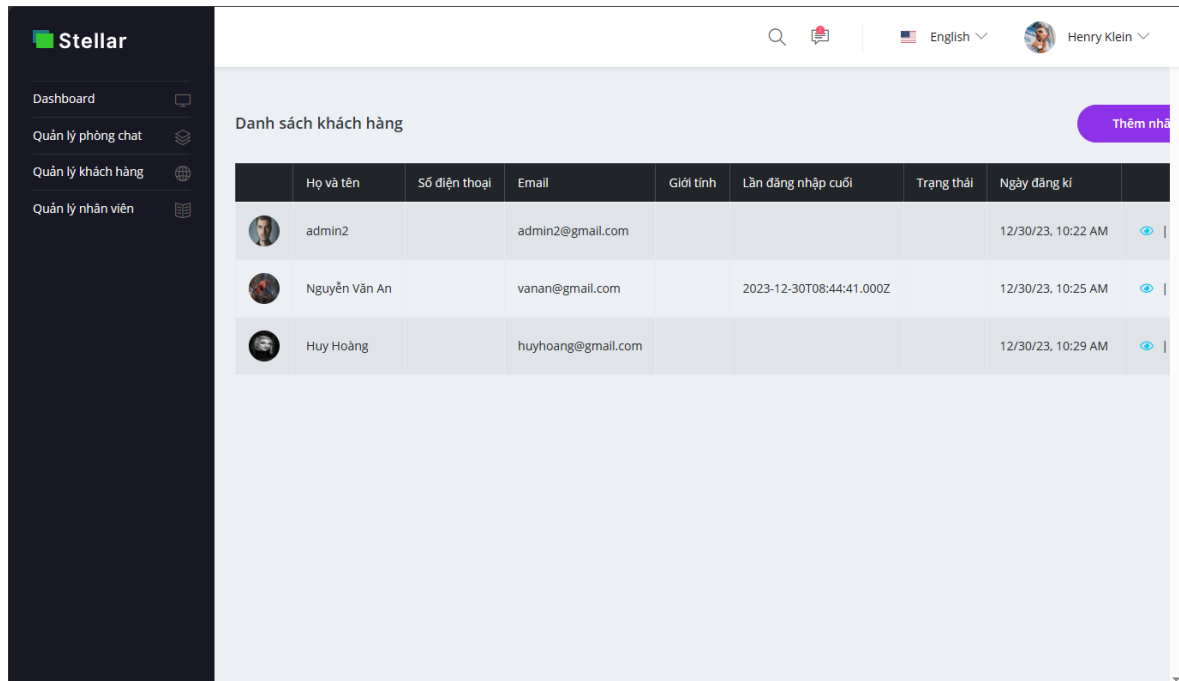 Stellar
English
Henry Klein
Dashboard
Quản lý phòng chat
Quản lý khách hàng
Quản lý nhân viên
Danh sách khách hàng
Thêm nhâ
Họ và tên Số điện thoại Email Giới tính Lần đăng nhập cuối Trạng thái Ngày đăng kí
admin2 admin2@gmail.com 12/30/23, 10:22 AM |
Nguyễn Văn An vanan@gmail.com 2023-12-30T08:44:41.000Z 12/30/23, 10:25 AM |
Huy Hoàng huyhoang@gmail.com 12/30/23, 10:29 AM |